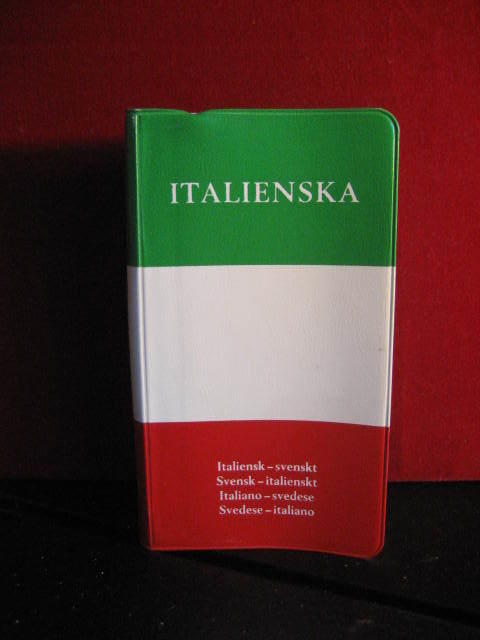 ITALIENSKA
Italiensk – svenskt
Svensk – italienskt
Italiano – svedese
Svedese – italiano